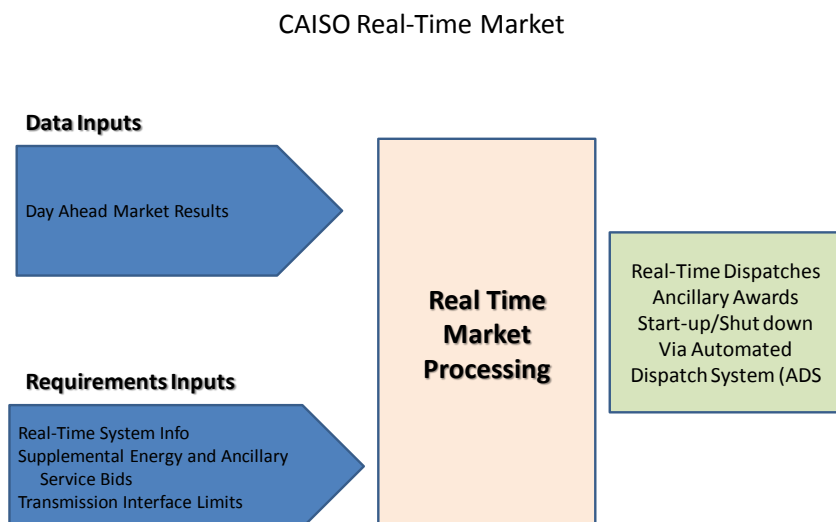 CAISO Real-Time Market
Data Inputs
Day Ahead Market Results
Real Time
Market
Processing
Real-Time Dispatches
Ancillary Awards
Start-up/Shut down
Via Automated
Dispatch System (ADS
Requirements Inputs
Real-Time System Info
Supplemental Energy and Ancillary
Service Bids
Transmission Interface Limits